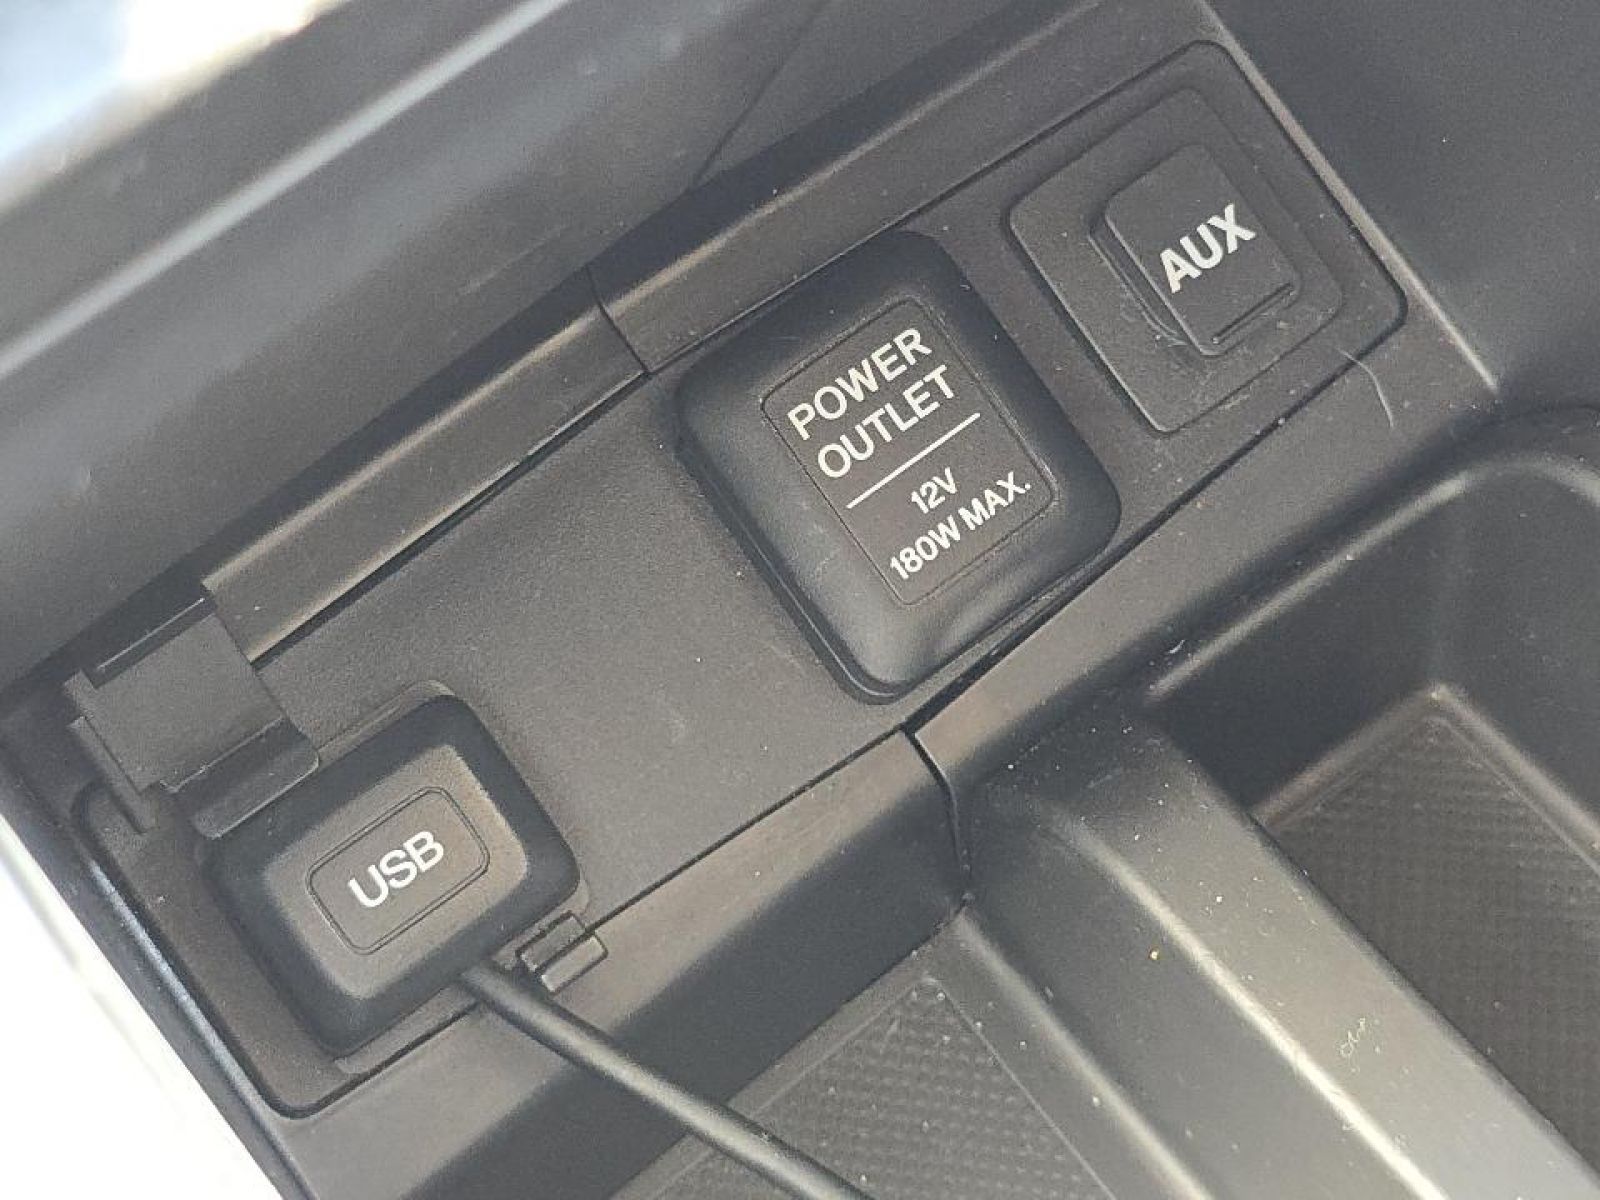 AUX
POWER
OUTLET
12V
180W MAX.
USB